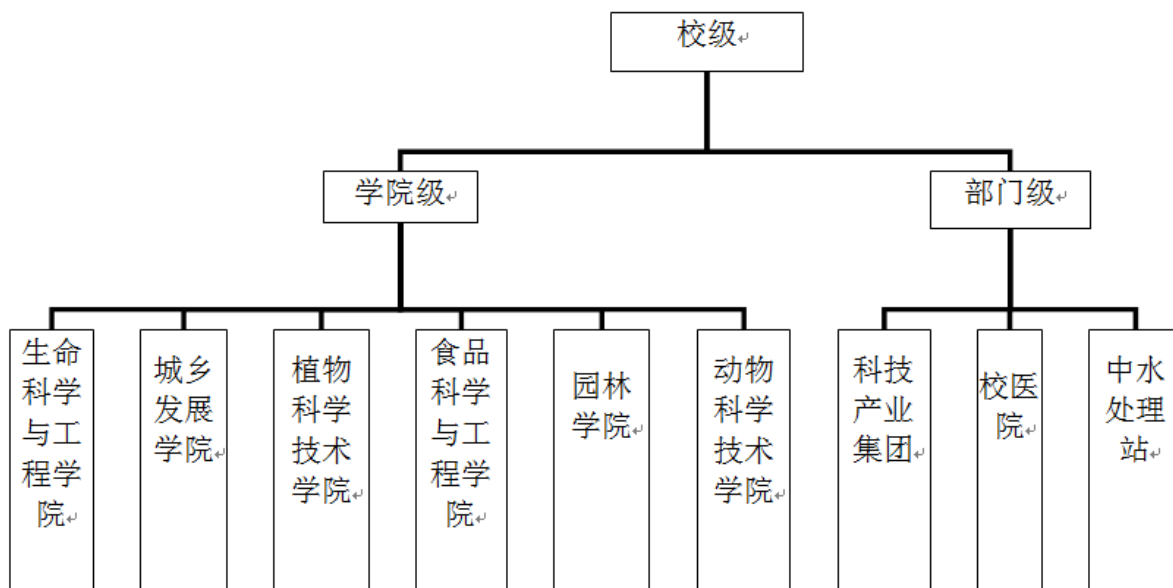 校级
学院级
部门级
生命
科学
与工
程学
院
城乡
发展
学院
植物
科学
技术
学院
食品
科学
与工
程学
院
园林
学院
动物
科学
技术
学院
科技
产业
集团
校医
院
中水
处理
站